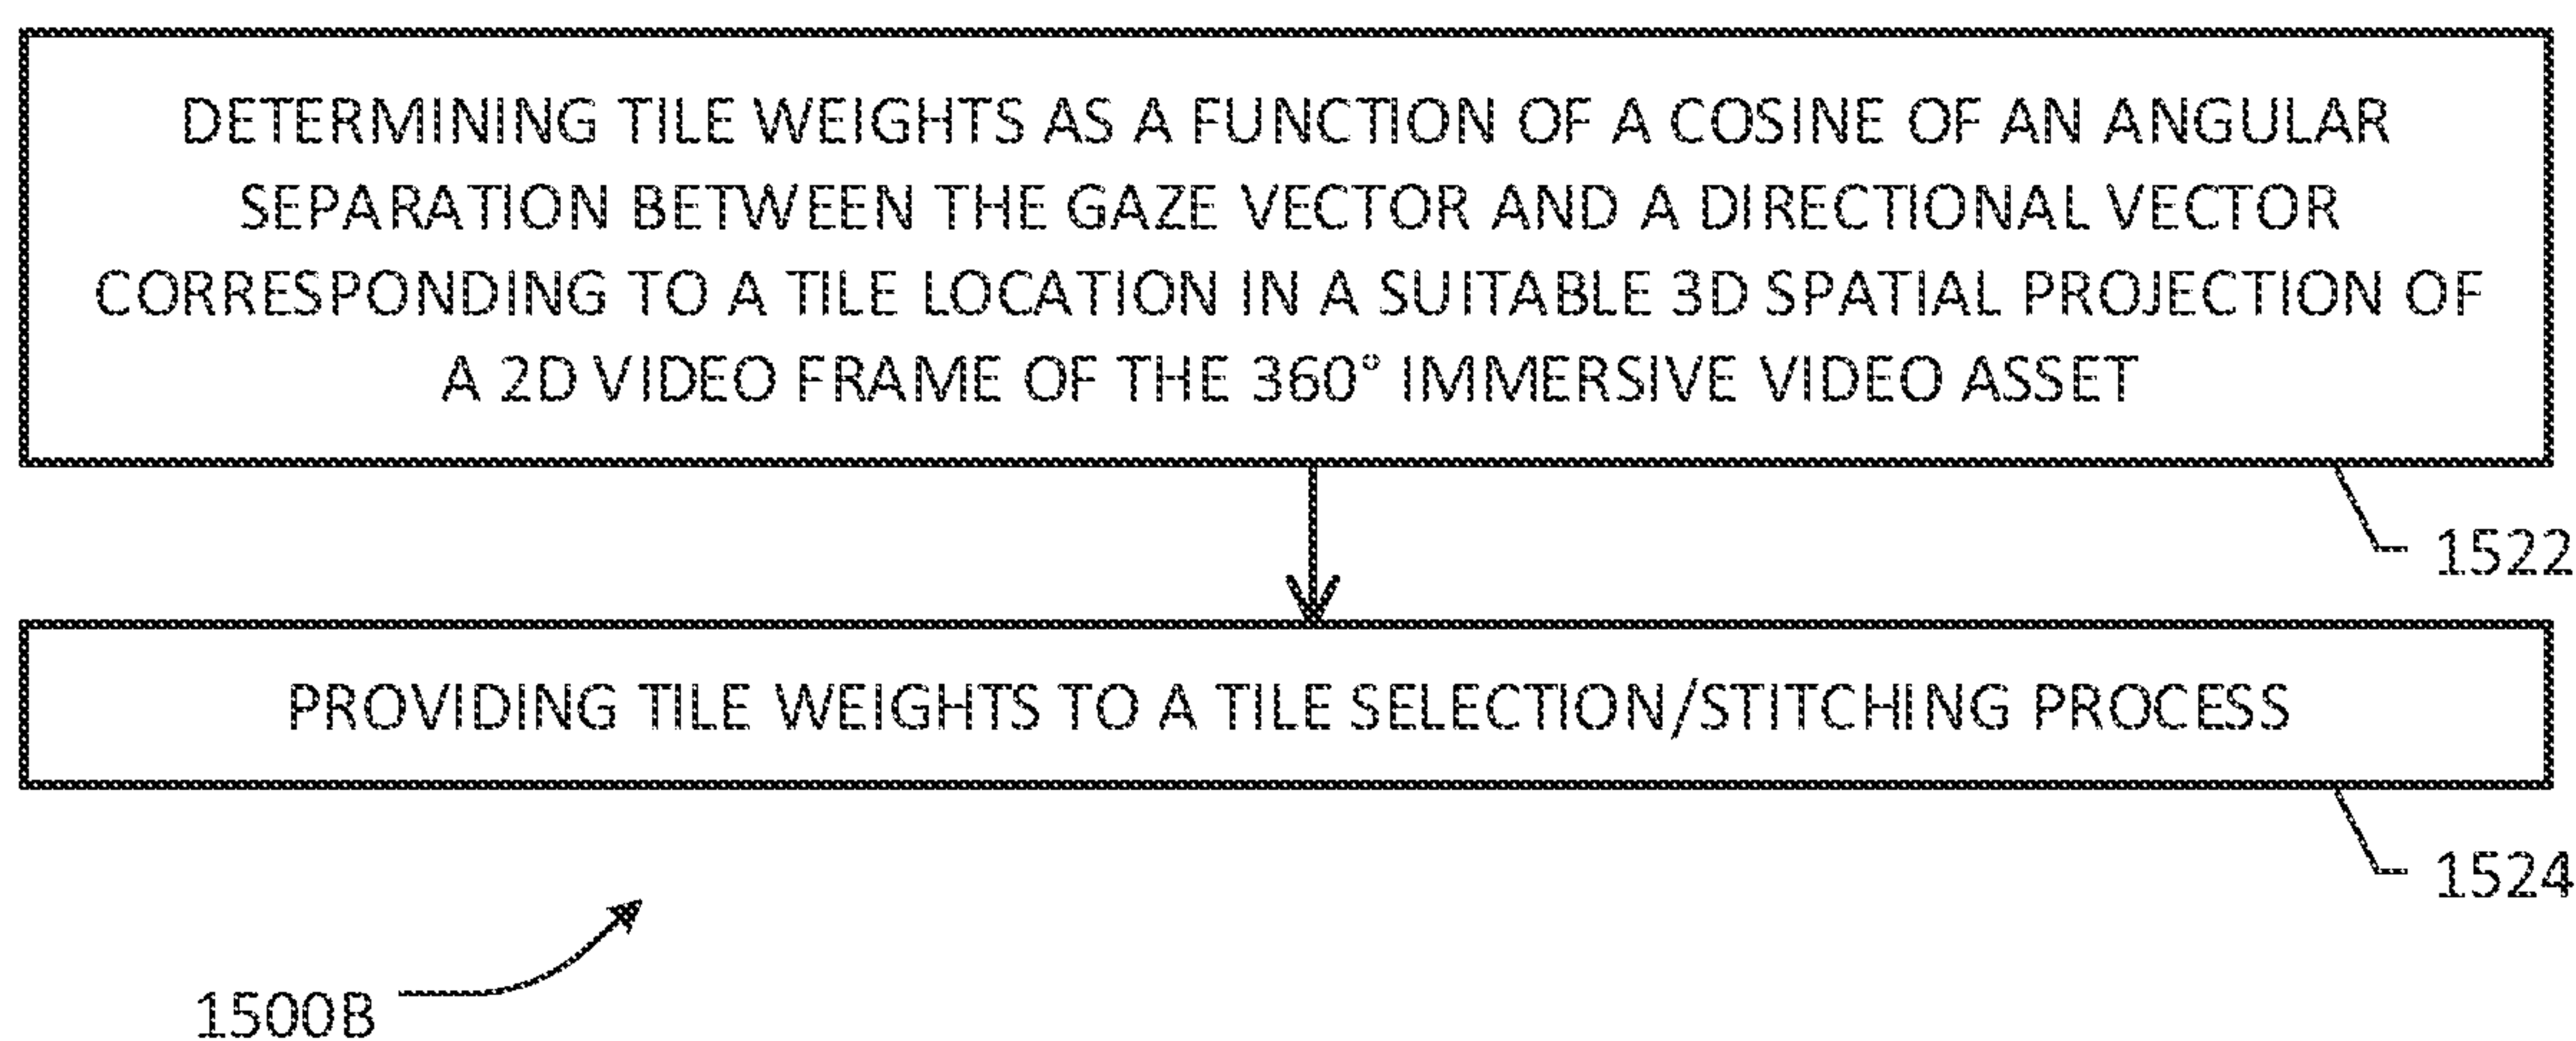 DETERMINING TILE WEIGHTS AS A FUNCTION OF A COSINE OF AN ANGULAR
SEPARATION BETWEEN THE GAZE VECTOR AND A DIRECTIONAL VECTOR
CORRESPONDING TO A TILE LOCATION IN A SUITABLE 3D SPATIAL PROJECTION OF
A 2D VIDEO FRAME OF THE 360° IMMERSIVE VIDEO ASSET
1522
PROVIDING TILE WEIGHTS TO A TILE SELECTION/STITCHING PROCESS
1524
1500B